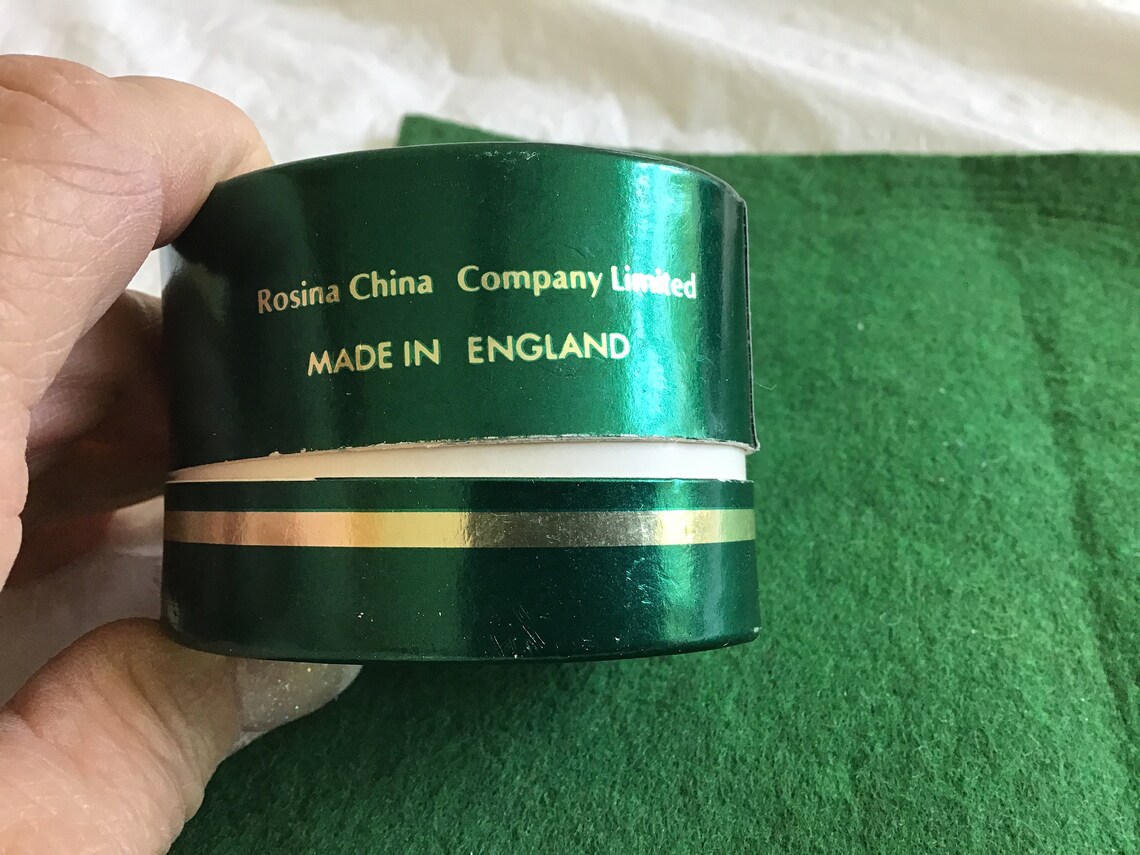 Rosina China Company Limited
MADE IN ENGLAND